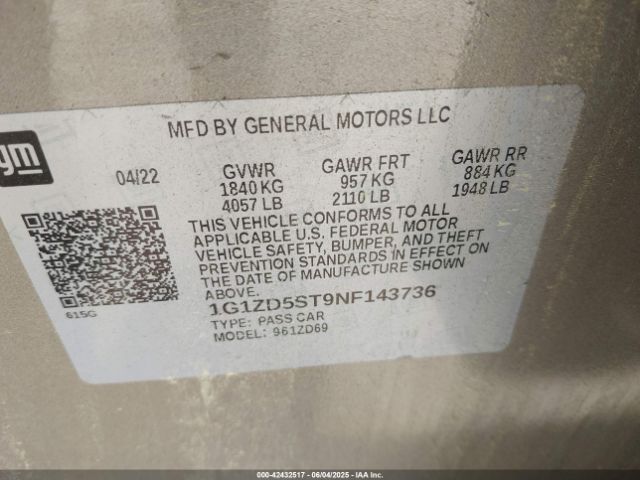 gm
MFD BY GENERAL MOTORS LLC
04/22 GVWR GAWR FRT GAWR RR
1840 KG 957 KG 884 KG
4057 LB 2110 LB 1948 LB
THIS VEHICLE CONFORMS TO ALL
APPLICABLE U.S. FEDERAL MOTOR
VEHICLE SAFETY, BUMPER, AND THEFT
PREVENTION STANDARDS IN EFFECT ON
THE DATE OF MANUFACTURE SHOWN
ABOVE.
615G
1G1ZD5ST9NF143736
TYPE: PASS CAR
MODEL: 961ZD69
000-42432517 - 06/04/2025 - IAAI.COM